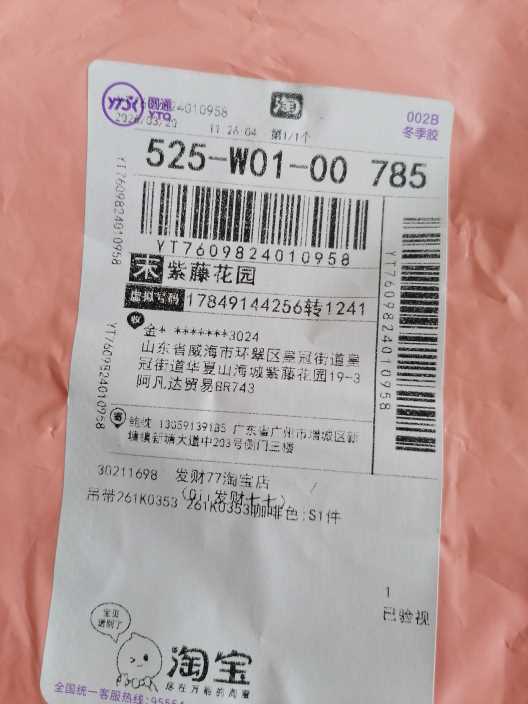 圆通
YTO
002B
冬季胶
11:26:04 第1/1个
525-W01-00 785
YT7609824010958
YT7609824010958
YT7609824010958
YT7609824010958
末 紫藤花园
虚拟号码 17849144256转1241
收
金* *******3024
山东省威海市环翠区皇冠街道皇
冠街道华夏山海城紫藤花园19-3
阿凡达贸易BR743
寄
13059139135 广东省广州市增城区新
塘镇新塘大道中203号侧门三楼
30211698 发财77淘宝店
(01:发财七七)
吊带261K0353 261K0353咖啡色;S1件
1
已验视
宝贝
递到了
淘宝
全国统一客服热线:95554